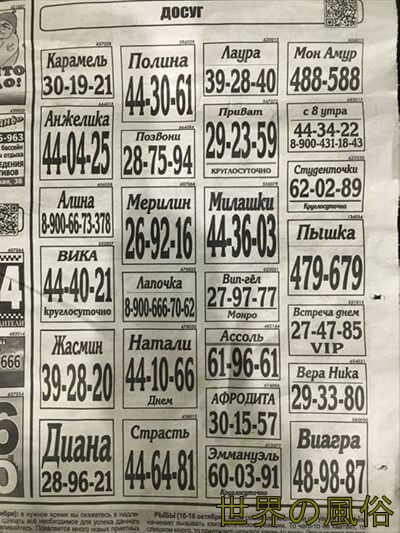 ДОСУГ
Карамель
30-19-21
Полина
44-30-61
Лаура
39-28-40
Мон Амур
488-588
Анжелика
44-04-25
Позвони
28-75-94
Приват
29-23-59
КРУГЛОСУТОЧНО
с 8 утра
44-34-22
8-900-431-18-43
Студенточки
62-02-89
Круглосуточно
Алина
8-900-66-73-378
Мерилин
26-92-16
Милашки
44-36-03
Пышка
479-679
ВИКА
44-40-21
круглосуточно
Лапочка
8-900-666-70-62
Вип-гёл
27-97-77
Монро
Встреча днем
27-47-85
VIP
Жасмин
39-28-20
Натали
44-10-66
Днем
Ассоль
61-96-61
Вера Ника
29-33-80
АФРОДИТА
30-15-57
Диана
28-96-21
Страсть
44-64-81
Эммануэль
60-03-91
Круглосуточно
Виагра
48-98-87
РЫБЫ (10-16 октября)
世界の風俗